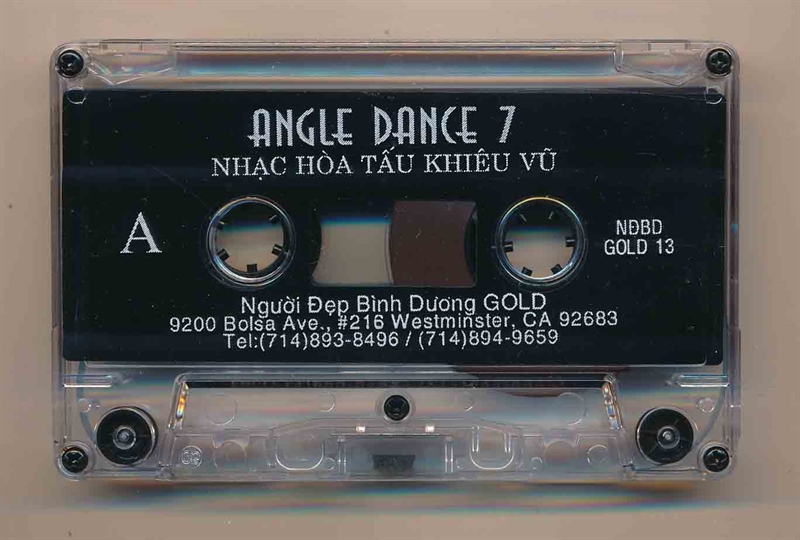 ANGLE DANCE 7
NHẠC HÒA TẤU KHIÊU VŨ
A
NĐBD
GOLD 13
Người Đẹp Bình Dương GOLD
9200 Bolsa Ave., #216 Westminster, CA 92683
Tel:(714)893-8496 / (714)894-9659